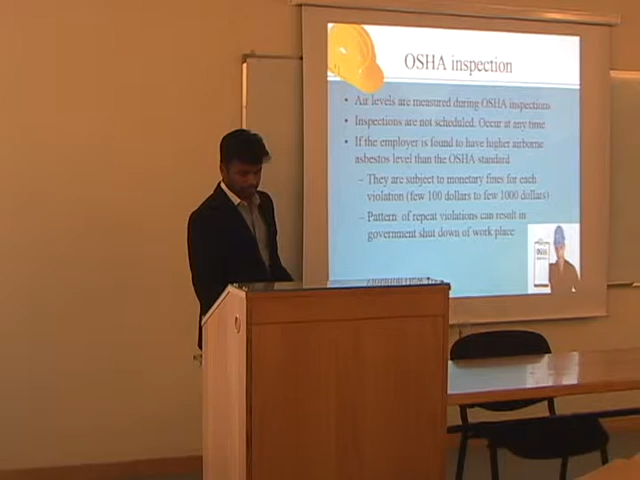 OSHA inspection
• Air levels are measured during OSHA inspections
• Inspections are not scheduled. Occur at any time
• If the employer is found to have higher airborne
asbestos level than the OSHA standard
– They are subject to monetary fines for each
violation (few 100 dollars to few 1000 dollars)
– Pattern of repeat violations can result in
government shut down of work place
OSHA